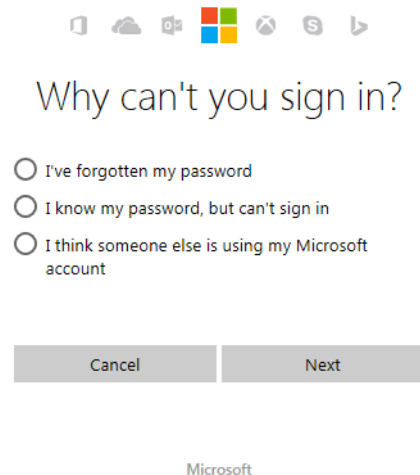 Why can't you sign in?
I've forgotten my password
I know my password, but can't sign in
I think someone else is using my Microsoft
account
Cancel Next
Microsoft